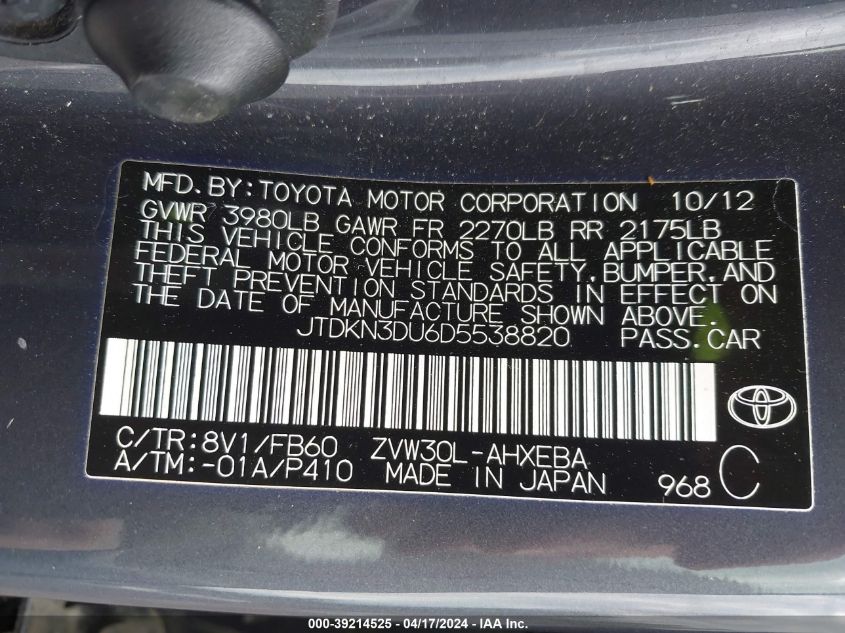 MFD. BY: TOYOTA MOTOR CORPORATION 10/12
GVWR 3980LB GAWR FR 2270LB RR 2175LB
THIS VEHICLE CONFORMS TO ALL APPLICABLE
FEDERAL MOTOR VEHICLE SAFETY, BUMPER, AND
THEFT PREVENTION STANDARDS IN EFFECT ON
THE DATE OF MANUFACTURE SHOWN ABOVE.
JTDKN3DU6D5538820 PASS. CAR
C/TR: 8V1/FB60 ZVW30L-AHXEBA
A/TM: -01A/P410 MADE IN JAPAN 968 C
000-39214525 - 04/17/2024 - IAA Inc.